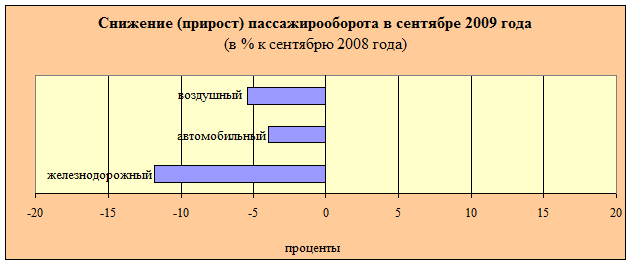 Снижение (прирост) пассажирооборота в сентябре 2009 года
(в % к сентябрю 2008 года)
воздушный
автомобильный
железнодорожный
-20 -15 -10 -5 0 5 10 15 20
проценты